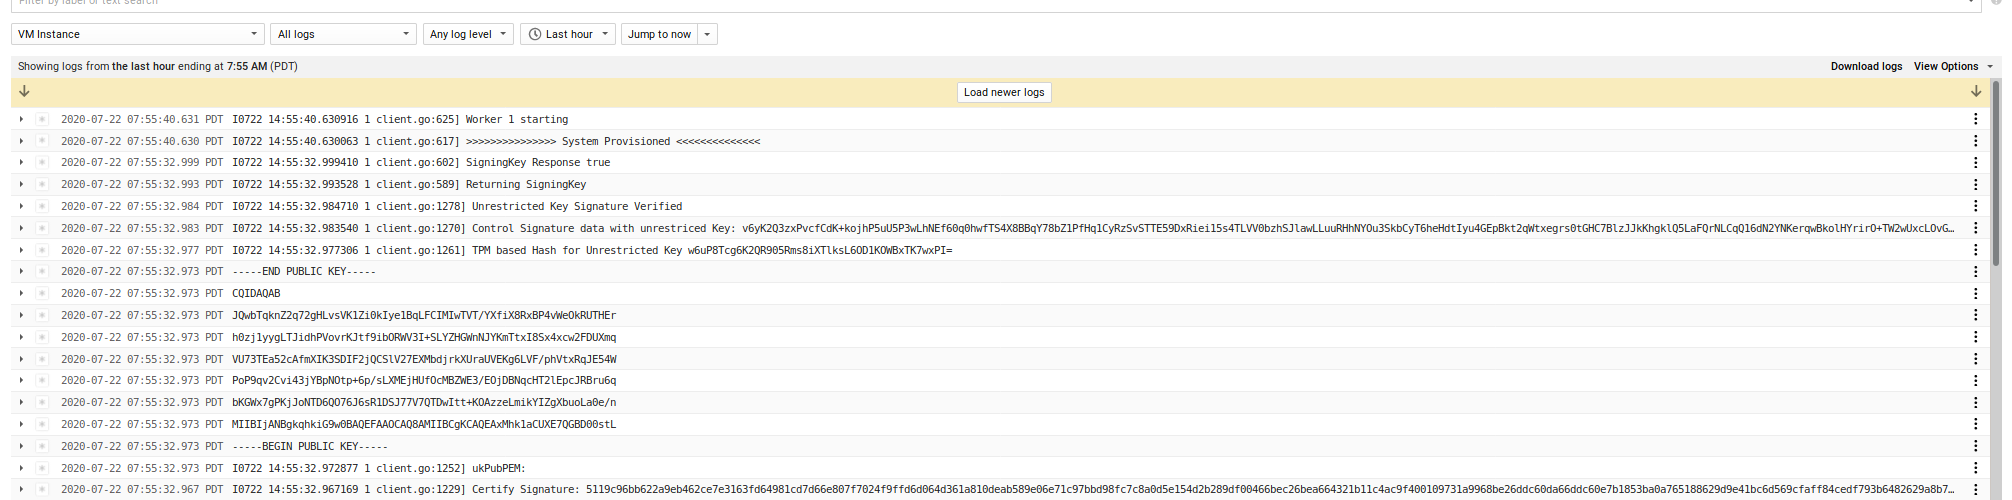 Filter by label or text search
VM Instance All logs Any log level Last hour Jump to now
Showing logs from the last hour ending at 7:55 AM (PDT) Download logs View Options
Load newer logs
2020-07-22 07:55:40.631 PDT I0722 14:55:40.630916 1 client.go:625] Worker 1 starting
2020-07-22 07:55:40.630 PDT I0722 14:55:40.630063 1 client.go:617] >>>>>>>>>>>>>>> System Provisioned <<<<<<<<<<<<<<
2020-07-22 07:55:32.999 PDT I0722 14:55:32.999410 1 client.go:602] SigningKey Response true
2020-07-22 07:55:32.993 PDT I0722 14:55:32.993528 1 client.go:589] Returning SigningKey
2020-07-22 07:55:32.984 PDT I0722 14:55:32.984710 1 client.go:1278] Unrestricted Key Signature Verified
2020-07-22 07:55:32.983 PDT I0722 14:55:32.983540 1 client.go:1270] Control Signature data with unrestriced Key: v6yK2Q3zxPvcfCdK+kojhP5uU5P3wLhNEf60q0hwfTS4X8BBqY78bZ1PfHq1CyRzSvSTTE59DxRiei15s4TLVV0bzhSJlawLLuuRHhNYOu3SkbCyT6heHdtIyu4GEpBkt2qWtxegrs0tGHC7BlzJJkKhgklQ5LaFQrNLCqQ16dN2YNKerqwBkolHYrirO+TW2wUxcLOvG…
2020-07-22 07:55:32.977 PDT I0722 14:55:32.977306 1 client.go:1261] TPM based Hash for Unrestricted Key w6uP8Tcg6K2QR905Rms8iXTlksL6OD1KOWBxTK7wxPI=
2020-07-22 07:55:32.973 PDT -----END PUBLIC KEY-----
2020-07-22 07:55:32.973 PDT CQIDAQAB
2020-07-22 07:55:32.973 PDT JQwbTqknZ2q72gHLvsVK1Zi0kIye1BqLFCIMIwTVT/YXfiX8RxBP4vWeOkRUTHEr
2020-07-22 07:55:32.973 PDT h0zj1yygLTJidhPVovrKJtf9ibORWV3I+SLYZHGWnNJYKmTtxI8Sx4xcw2FDUXmq
2020-07-22 07:55:32.973 PDT VU73TEa52cAfmXIK3SDIF2jQCSlV27EXMbdjrkXUraUVEKg6LVF/phVtxRqJE54W
2020-07-22 07:55:32.973 PDT PoP9qv2Cvi43jYBpNOtp+6p/sLXMEjHUfOcMBZWE3/EOjDBNqcHT2lEpcJRBru6q
2020-07-22 07:55:32.973 PDT bKGWx7gPKjJoNTD6QO76J6sR1DSJ77V7QTDwItt+KOAzzeLmikYIZgXbuoLa0e/n
2020-07-22 07:55:32.973 PDT MIIBIjANBgkqhkiG9w0BAQEFAAOCAQ8AMIIBCgKCAQEAxMhk1aCUXE7QGBD00stL
2020-07-22 07:55:32.973 PDT -----BEGIN PUBLIC KEY-----
2020-07-22 07:55:32.973 PDT I0722 14:55:32.972877 1 client.go:1252] ukPubPEM:
2020-07-22 07:55:32.967 PDT I0722 14:55:32.967169 1 client.go:1229] Certify Signature: 5119c96bb622a9eb462ce7e3163fd64981cd7d66e807f7024f9ffd6d064d361a810deab589e06e71c97bbd98fc7c8a0d5e154d2b289df00466bec26bea664321b11c4ac9f400109731a9968be26ddc60da66ddc60e7b1853ba0a765188629d9e41bc6d569cfaff84cedf793b6482629a8b7…